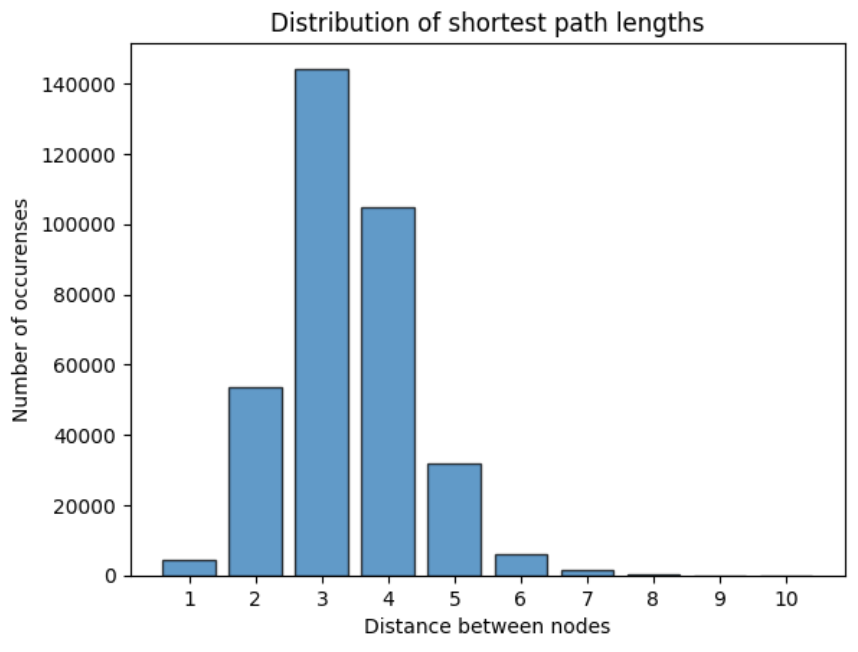 Distribution of shortest path lengths
Number of occurenses
140000
120000
100000
80000
60000
40000
20000
0
1 2 3 4 5 6 7 8 9 10
Distance between nodes